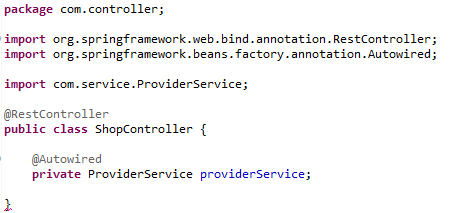 package com.controller;
import org.springframework.web.bind.annotation.RestController;
import org.springframework.beans.factory.annotation.Autowired;
import com.service.ProviderService;
@RestController
public class ShopController {
@Autowired
private ProviderService providerService;
}